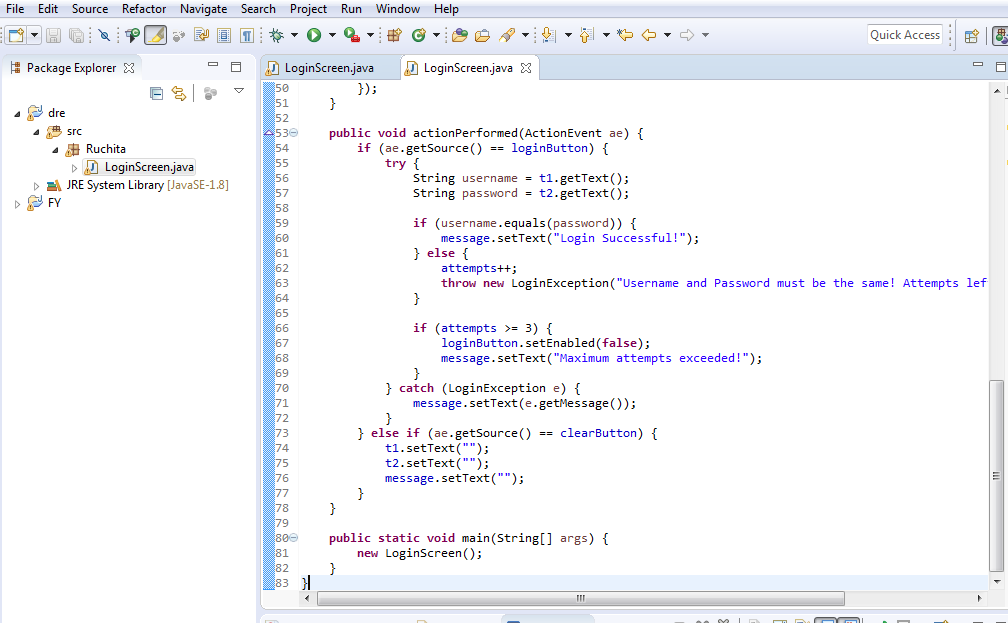 File Edit Source Refactor Navigate Search Project Run Window Help
Quick Access
Package Explorer
LoginScreen.java
LoginScreen.java
dre
src
Ruchita
LoginScreen.java
JRE System Library [JavaSE-1.8]
FY
50             });
51     }
52
53     public void actionPerformed(ActionEvent ae) {
54         if (ae.getSource() == loginButton) {
55             try {
56                 String username = t1.getText();
57                 String password = t2.getText();
58
59                 if (username.equals(password)) {
60                     message.setText("Login Successful!");
61                 } else {
62                     attempts++;
63                     throw new LoginException("Username and Password must be the same! Attempts lef
64                 }
65
66                 if (attempts >= 3) {
67                     loginButton.setEnabled(false);
68                     message.setText("Maximum attempts exceeded!");
69                 }
70             } catch (LoginException e) {
71                 message.setText(e.getMessage());
72             }
73         } else if (ae.getSource() == clearButton) {
74             t1.setText("");
75             t2.setText("");
76             message.setText("");
77         }
78     }
79
80     public static void main(String[] args) {
81         new LoginScreen();
82     }
83 }